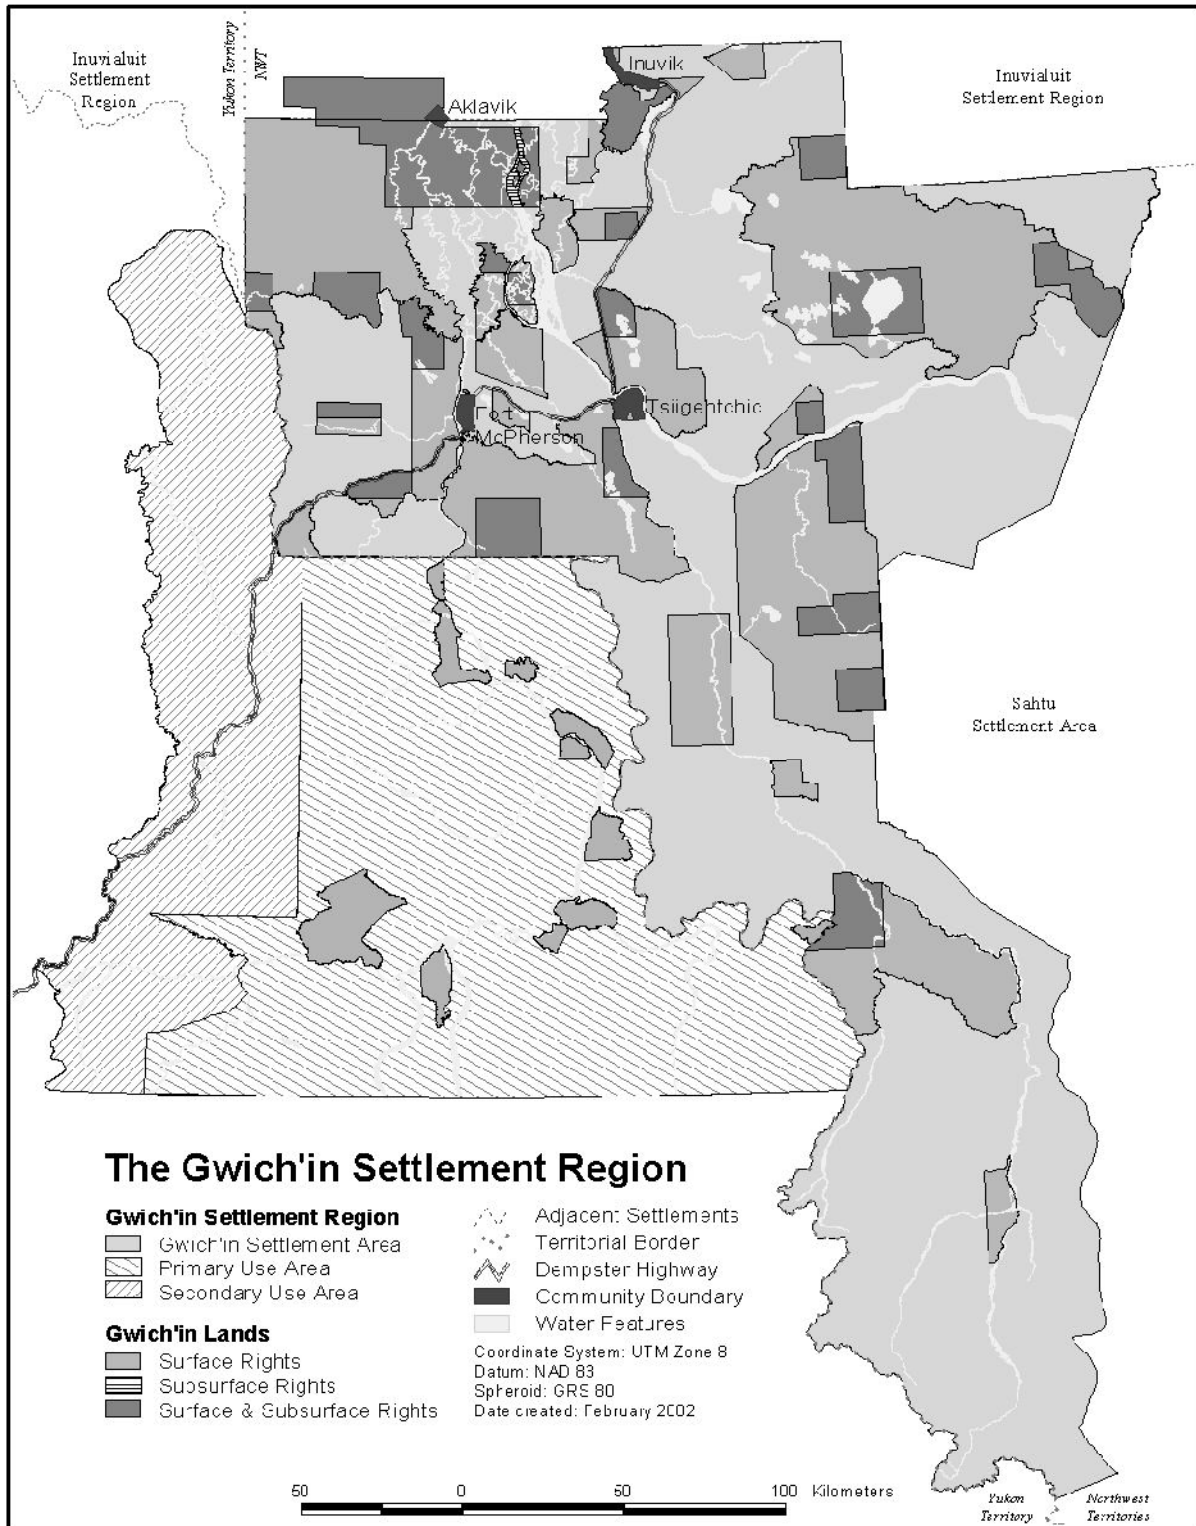 Inuvialuit
Settlement
Region
Yukon Territory
NWT
Inuvik
Inuvialuit
Settlement Region
Aklavik
Tsiigehtchic
Fort
McPherson
Sahtu
Settlement Area
The Gwich'in Settlement Region
Gwich'in Settlement Region
Gwich'in Settlement Area
Primary Use Area
Secondary Use Area
Gwich'in Lands
Surface Rights
Subsurface Rights
Surface & Subsurface Rights
Adjacent Settlements
Territorial Border
Dempster Highway
Community Boundary
Water Features
Coordinate System: UTM Zone 8
Datum: NAD 83
Spheroid: GRS 80
Date created: February 2002
50 0 50 100 Kilometers
Yukon
Territory
Northwest
Territories